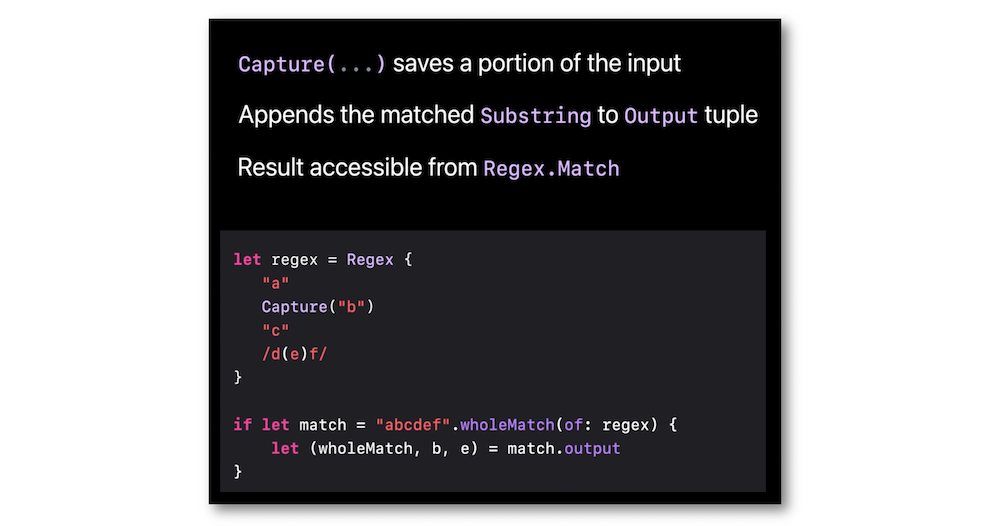 Capture(...) saves a portion of the input
Appends the matched Substring to Output tuple
Result accessible from Regex.Match
let regex = Regex {
"a"
Capture("b")
"c"
/d(e)f/
}
if let match = "abcdef".wholeMatch(of: regex) {
let (wholeMatch, b, e) = match.output
}